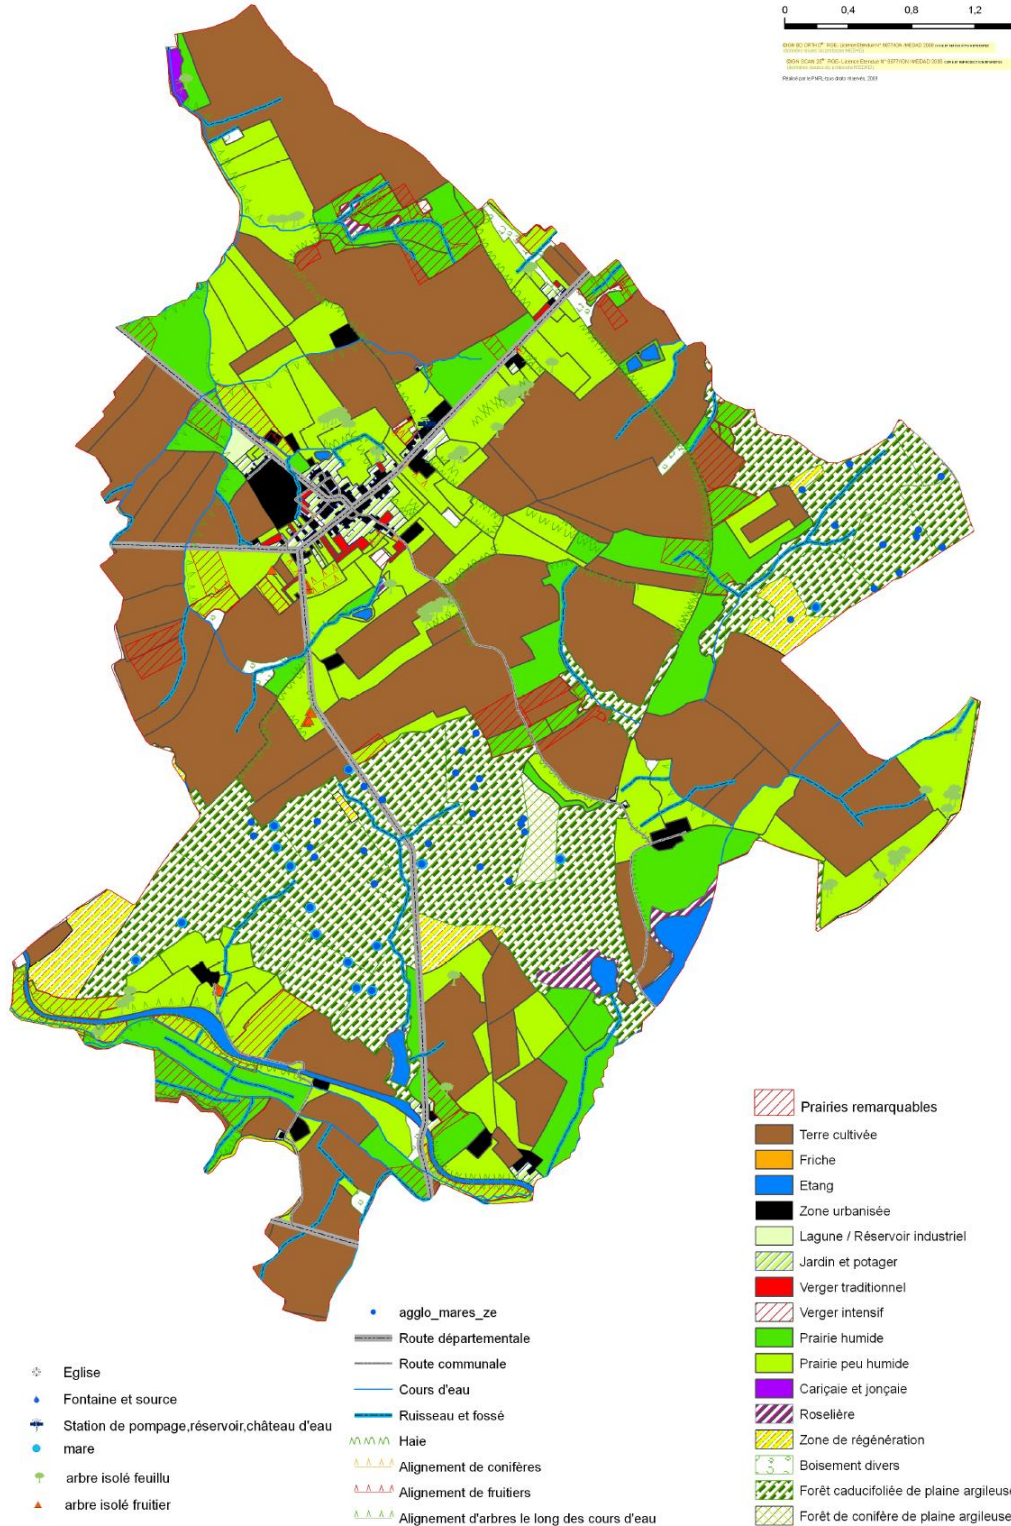 0 0,4 0,8 1,2
Prairies remarquables
Terre cultivée
Friche
Etang
Zone urbanisée
Lagune / Réservoir industriel
Jardin et potager
Verger traditionnel
Verger intensif
Prairie humide
Prairie peu humide
Cariçaie et jonçaie
Roselière
Zone de régénération
Boisement divers
Forêt caducifoliée de plaine argileuse
Forêt de conifère de plaine argileuse
agglo_mares_ze
Route départementale
Route communale
Cours d'eau
Ruisseau et fossé
Haie
Alignement de conifères
Alignement de fruitiers
Alignement d'arbres le long des cours d'eau
Eglise
Fontaine et source
Station de pompage,réservoir,château d'eau
mare
arbre isolé feuillu
arbre isolé fruitier